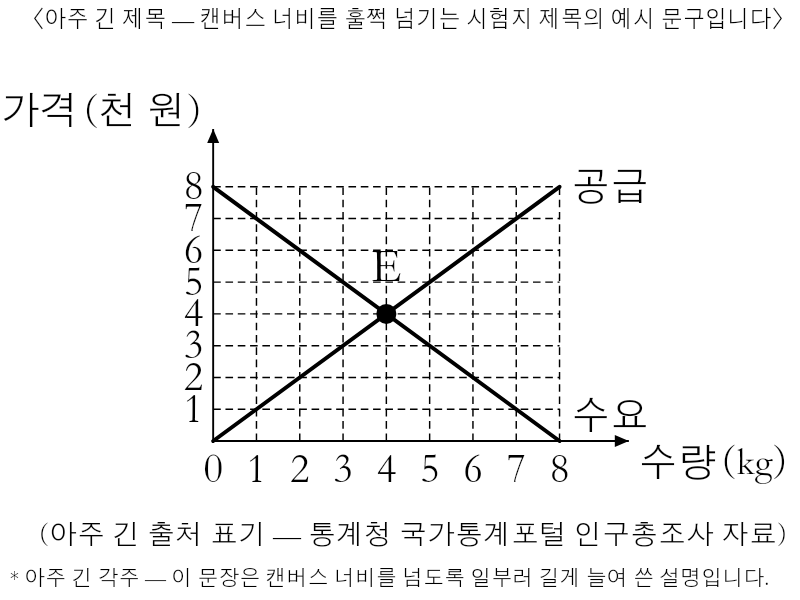 〈아주 긴 제목 — 캔버스 너비를 훌쩍 넘기는 시험지 제목의 예시 문구입니다〉
가격(천 원)
8
공급
7
6
E
5
4
3
2
1
수요
0 1 2 3 4 5 6 7 8
수량(kg)
(아주 긴 출처 표기 — 통계청 국가통계포털 인구총조사 자료)
* 아주 긴 각주 — 이 문장은 캔버스 너비를 넘도록 일부러 길게 늘여 쓴 설명입니다.